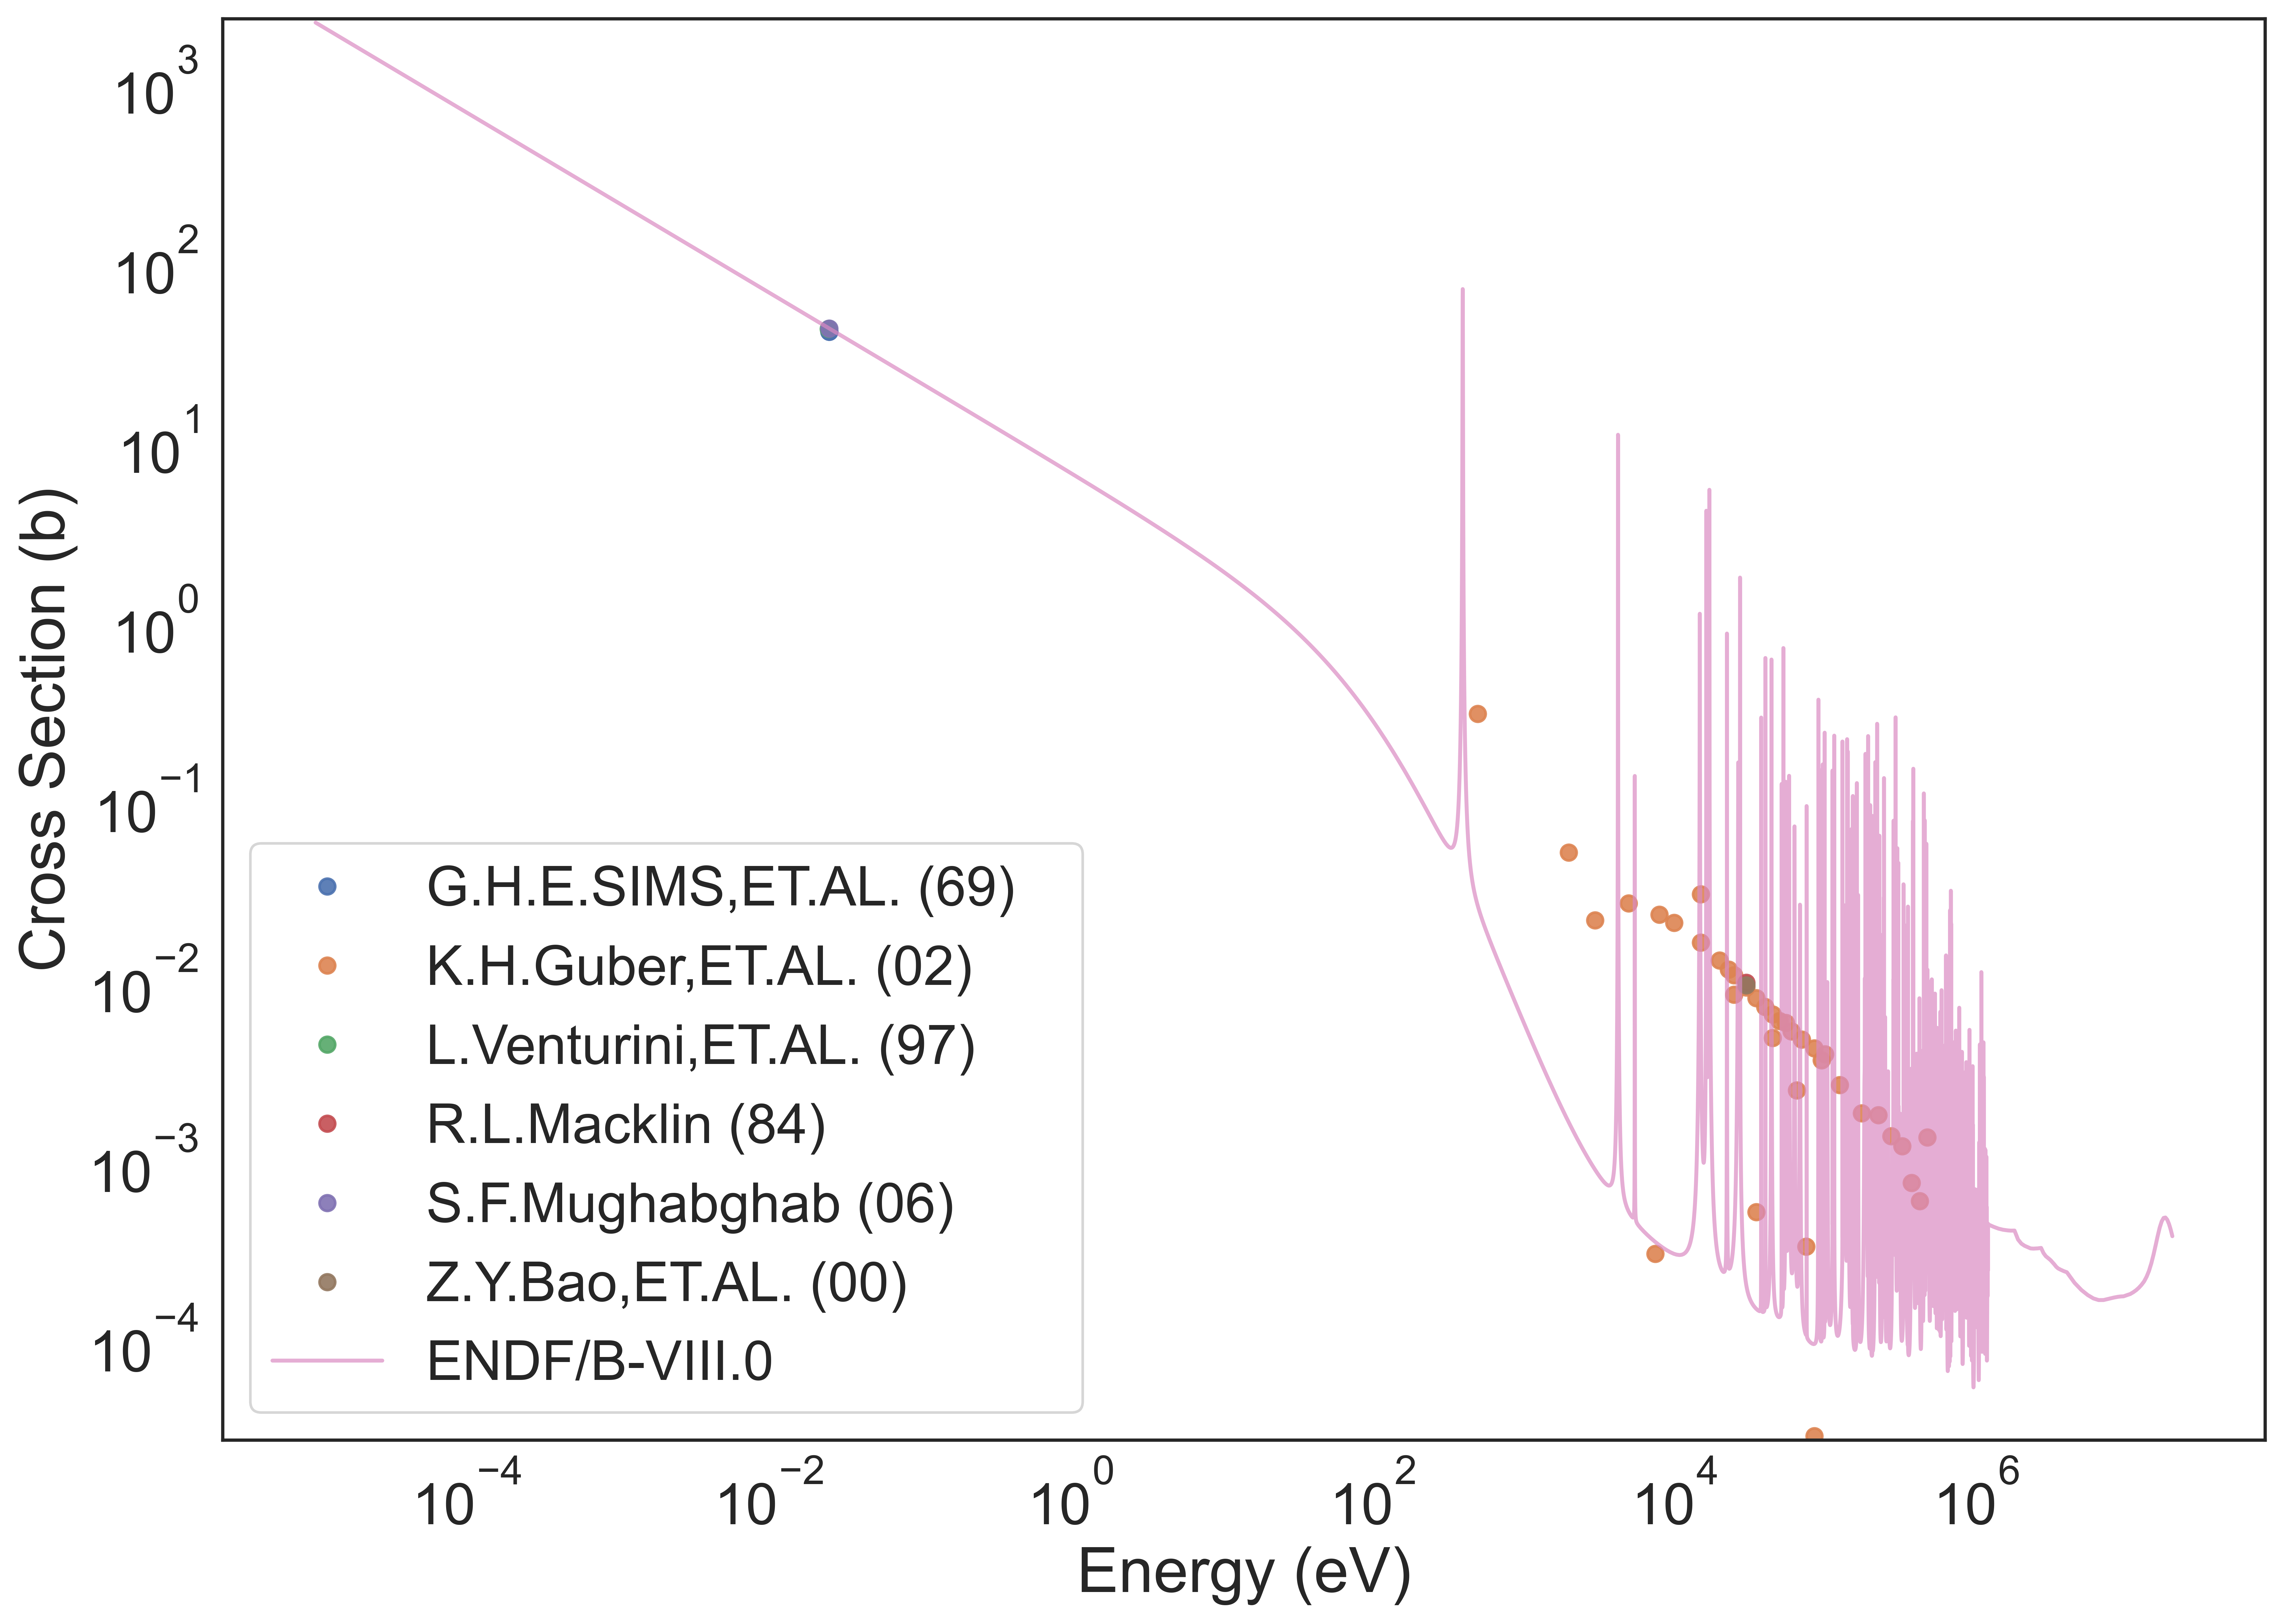 10^3
10^2
10^1
10^0
10^−1
10^−2
10^−3
10^−4
Cross Section (b)
G.H.E.SIMS,ET.AL. (69)
K.H.Guber,ET.AL. (02)
L.Venturini,ET.AL. (97)
R.L.Macklin (84)
S.F.Mughabghab (06)
Z.Y.Bao,ET.AL. (00)
ENDF/B-VIII.0
10^−4 10^−2 10^0 10^2 10^4 10^6
Energy (eV)